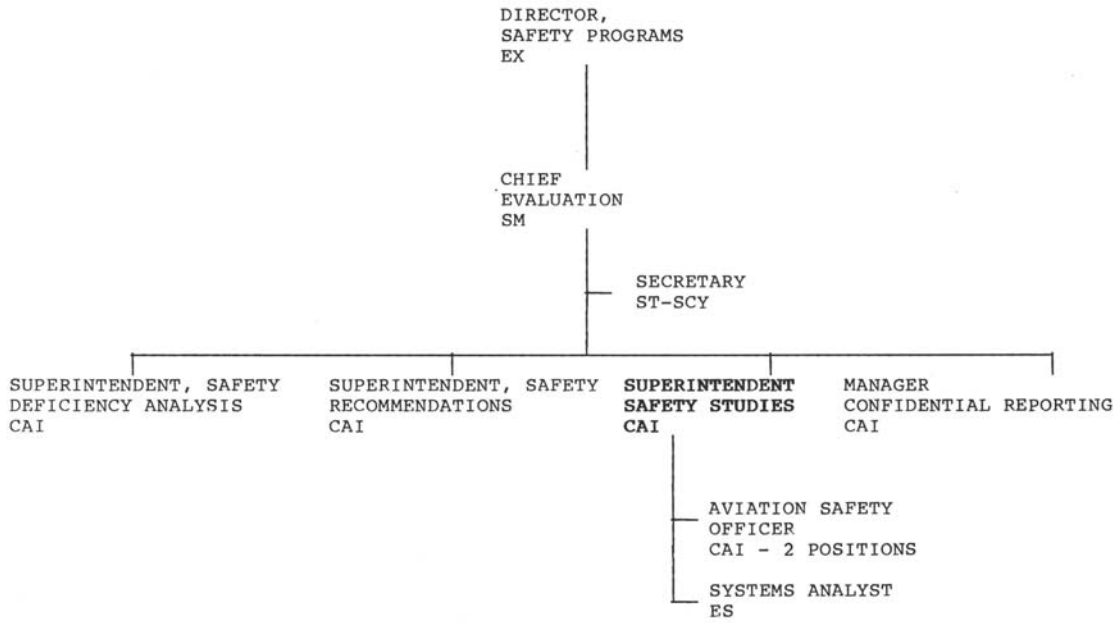 DIRECTOR,
SAFETY PROGRAMS
EX
CHIEF
EVALUATION
SM
SECRETARY
ST-SCY
SUPERINTENDENT, SAFETY
DEFICIENCY ANALYSIS
CAI
SUPERINTENDENT, SAFETY
RECOMMENDATIONS
CAI
SUPERINTENDENT
SAFETY STUDIES
CAI
MANAGER
CONFIDENTIAL REPORTING
CAI
AVIATION SAFETY
OFFICER
CAI - 2 POSITIONS
SYSTEMS ANALYST
ES